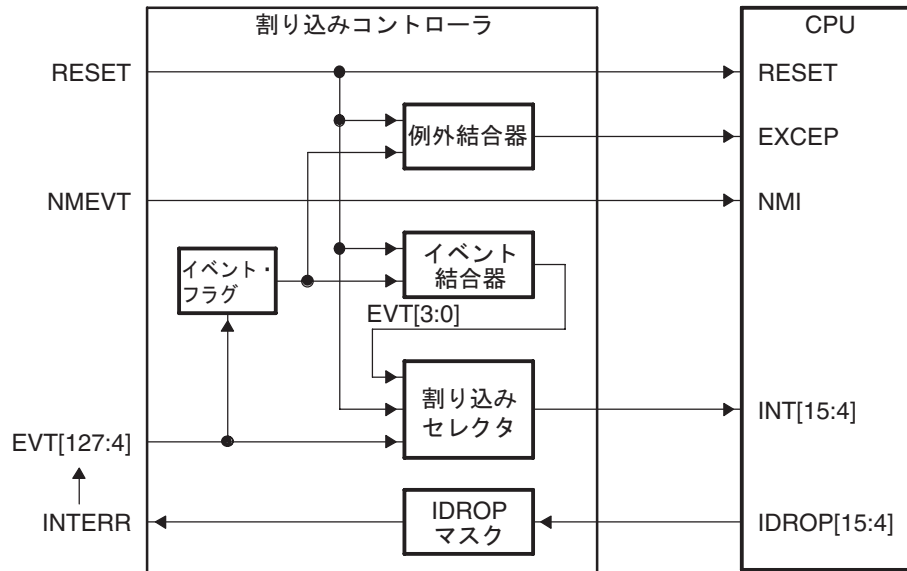 割り込みコントローラ
CPU
RESET
RESET
例外結合器
EXCEP
NMEVT
NMI
イベント・
フラグ
イベント
結合器
EVT[3:0]
割り込み
セレクタ
INT[15:4]
EVT[127:4]
INTERR
IDROP
マスク
IDROP[15:4]